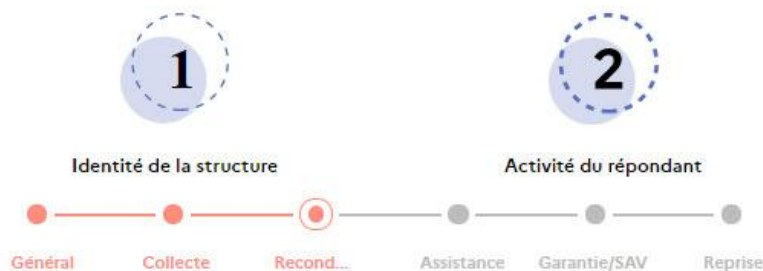 1 2
Identité de la structure Activité du répondant
Général Collecte Recond... Assistance Garantie/SAV Reprise